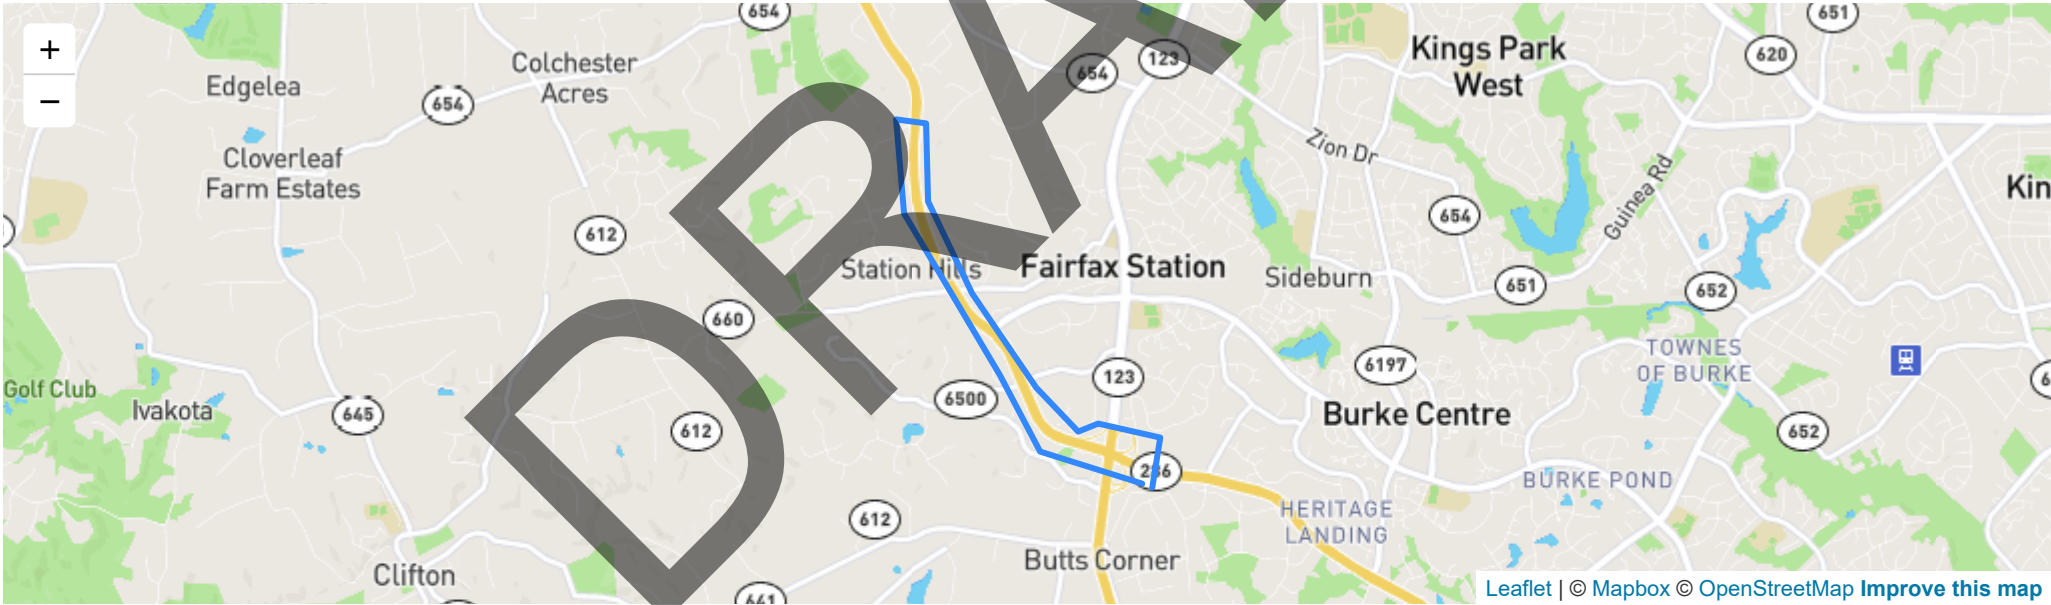 654
651
+
−
Edgelea
Colchester
Acres
654
654
123
Kings Park
West
620
Cloverleaf
Farm Estates
Zion Dr
Guinea Rd
Kin
612
654
Station Hills
Fairfax Station
Sideburn
651
652
660
TOWNES
OF BURKE
6197
123
Golf Club
Ivakota
645
6500
612
Burke Centre
652
286
BURKE POND
HERITAGE
LANDING
612
Butts Corner
Clifton
641
DRA
Leaflet | © Mapbox © OpenStreetMap Improve this map